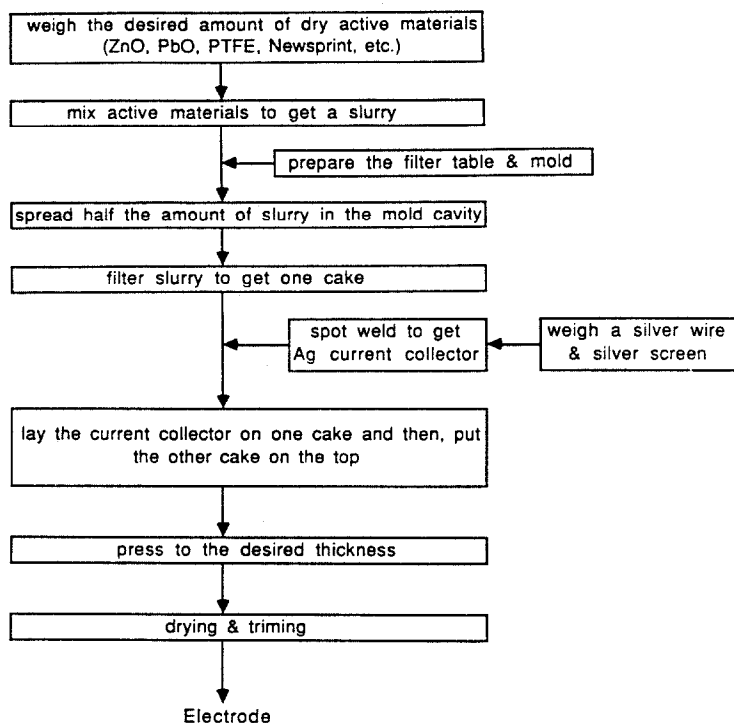 weigh the desired amount of dry active materials
(ZnO, PbO, PTFE, Newsprint, etc.)
mix active materials to get a slurry
prepare the filter table & mold
spread half the amount of slurry in the mold cavity
filter slurry to get one cake
spot weld to get
Ag current collector
weigh a silver wire
& silver screen
lay the current collector on one cake and then, put
the other cake on the top
press to the desired thickness
drying & triming
Electrode